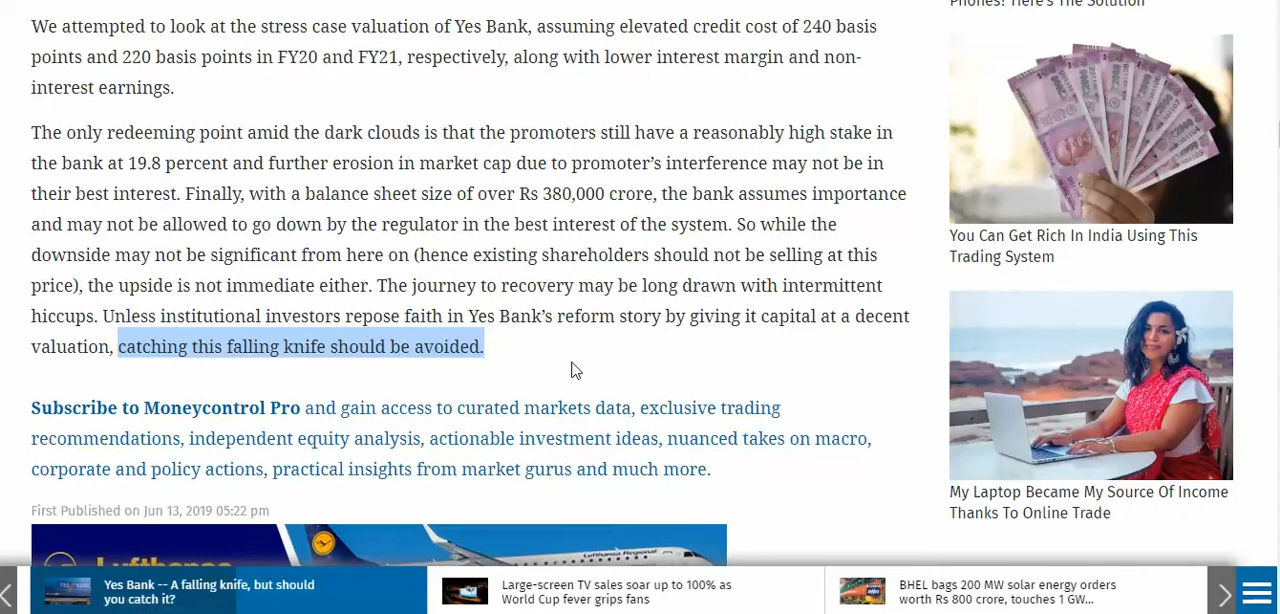 We attempted to look at the stress case valuation of Yes Bank, assuming elevated credit cost of 240 basis
points and 220 basis points in FY20 and FY21, respectively, along with lower interest margin and non-
interest earnings.
The only redeeming point amid the dark clouds is that the promoters still have a reasonably high stake in
the bank at 19.8 percent and further erosion in market cap due to promoter’s interference may not be in
their best interest. Finally, with a balance sheet size of over Rs 380,000 crore, the bank assumes importance
and may not be allowed to go down by the regulator in the best interest of the system. So while the
downside may not be significant from here on (hence existing shareholders should not be selling at this
price), the upside is not immediate either. The journey to recovery may be long drawn with intermittent
hiccups. Unless institutional investors repose faith in Yes Bank’s reform story by giving it capital at a decent
valuation, catching this falling knife should be avoided.
Subscribe to Moneycontrol Pro and gain access to curated markets data, exclusive trading
recommendations, independent equity analysis, actionable investment ideas, nuanced takes on macro,
corporate and policy actions, practical insights from market gurus and much more.
First Published on Jun 13, 2019 05:22 pm
Lufthansa Regional
Phones! Here's The Solution
You Can Get Rich In India Using This
Trading System
My Laptop Became My Source Of Income
Thanks To Online Trade
Yes Bank -- A falling knife, but should
you catch it?
Large-screen TV sales soar up to 100% as
World Cup fever grips fans
BHEL bags 200 MW solar energy orders
worth Rs 800 crore, touches 1 GW...